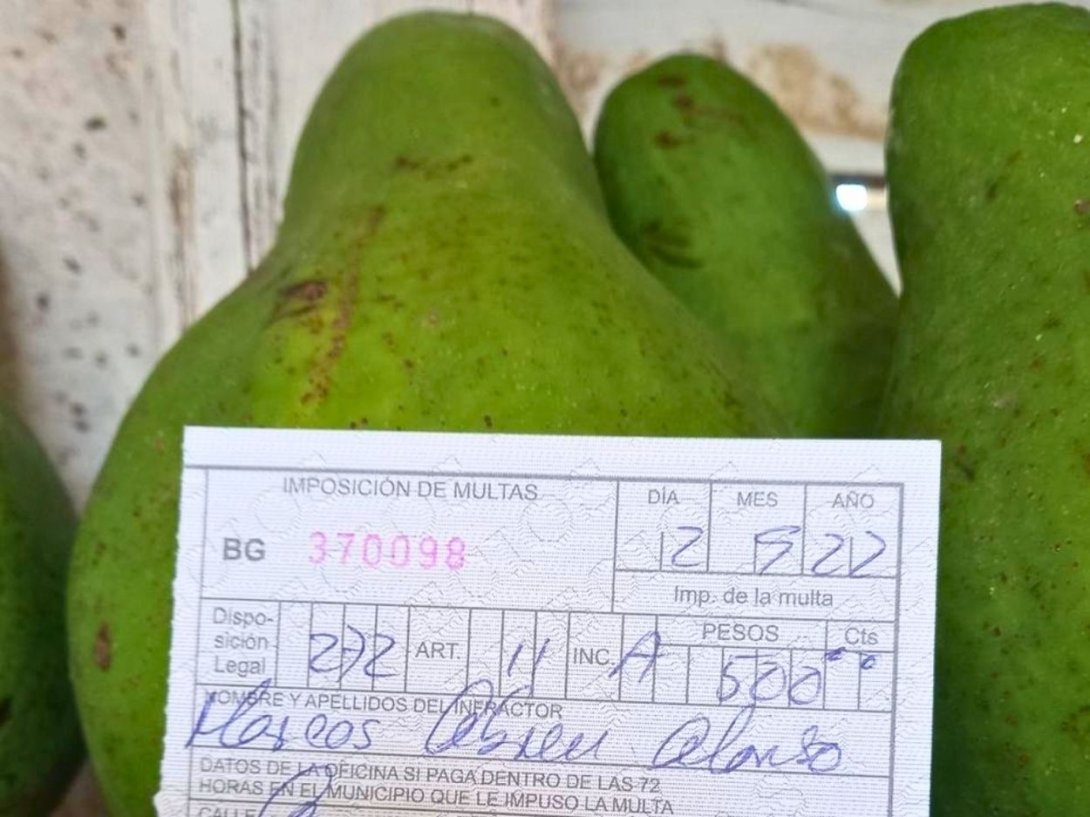 IMPOSICIÓN DE MULTAS
DÍA MES AÑO
BG 370098
12 5 22
Imp. de la multa
Disposición Legal 272 ART. 11 INC. A PESOS 500 Cts 00
NOMBRE Y APELLIDOS DEL INFRACTOR
Marcos Abreu Alonso
DATOS DE LA OFICINA SI PAGA DENTRO DE LAS 72
HORAS EN EL MUNICIPIO QUE LE IMPUSO LA MULTA
CALLE